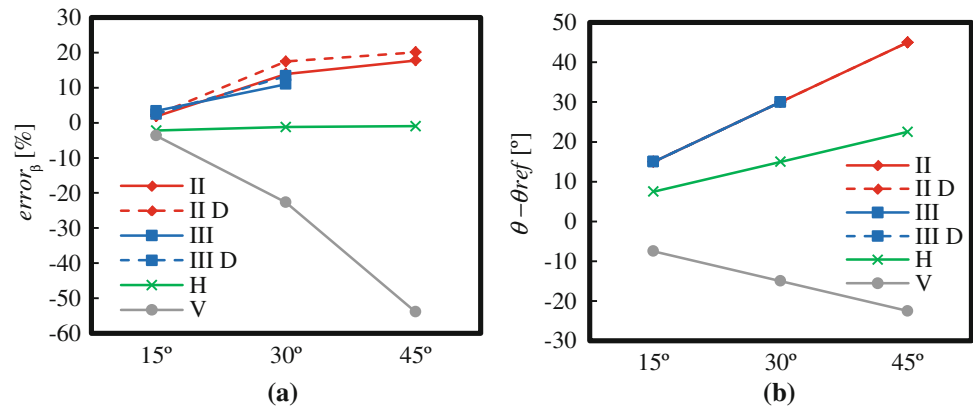 error_β [%]
30
20
10
0
-10
-20
-30
-40
-50
-60
II
II D
III
III D
H
V
15º
30º
45º
(a)
θ –θref [º]
50
40
30
20
10
0
-10
-20
-30
II
II D
III
III D
H
V
15º
30º
45º
(b)